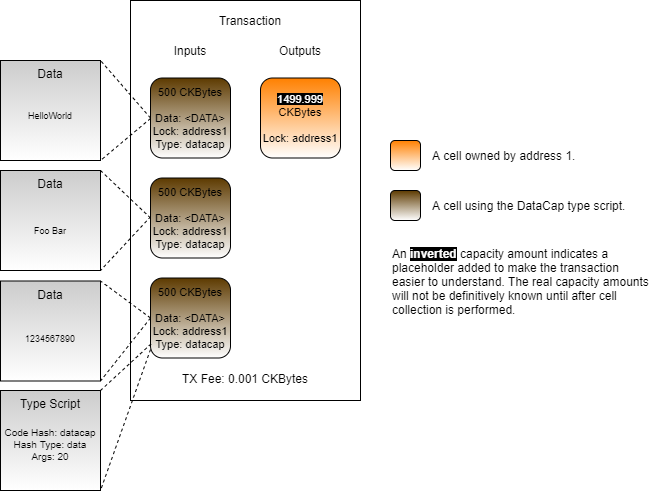 Transaction
Inputs
Outputs
Data
HelloWorld
500 CKBytes
Data: <DATA>
Lock: address1
Type: datacap
1499.999
CKBytes
Lock: address1
A cell owned by address 1.
Data
Foo Bar
500 CKBytes
Data: <DATA>
Lock: address1
Type: datacap
A cell using the DataCap type script.
An inverted capacity amount indicates a
placeholder added to make the transaction
easier to understand. The real capacity amounts
will not be definitively known until after cell
collection is performed.
Data
1234567890
500 CKBytes
Data: <DATA>
Lock: address1
Type: datacap
TX Fee: 0.001 CKBytes
Type Script
Code Hash: datacap
Hash Type: data
Args: 20